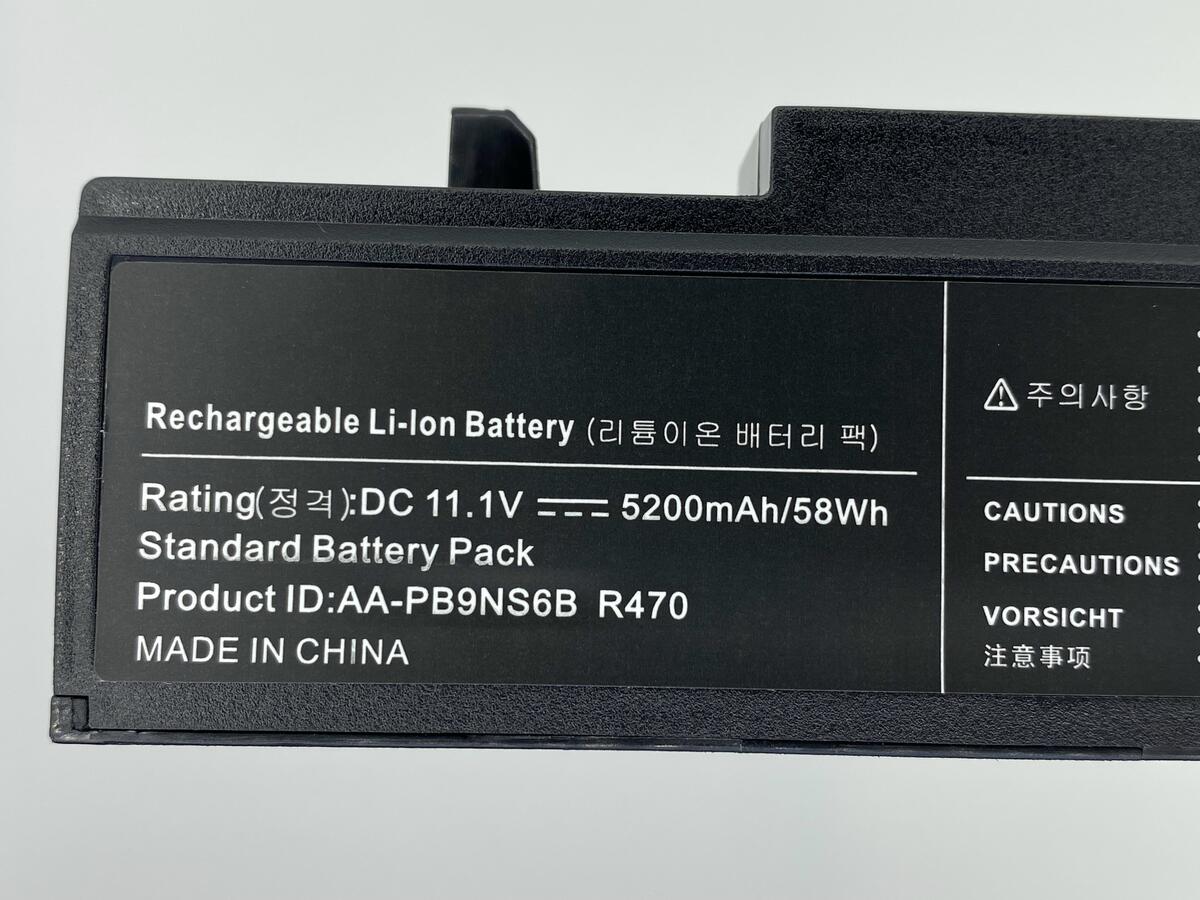 Rechargeable Li-Ion Battery (리튬이온 배터리 팩)
Rating(정격):DC 11.1V ⎓ 5200mAh/58Wh
Standard Battery Pack
Product ID:AA-PB9NS6B R470
MADE IN CHINA
⚠주의사항
CAUTIONS
PRECAUTIONS
VORSICHT
注意事项